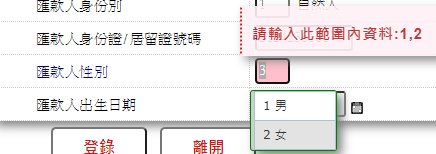 匯款人身份別 1
請輸入此範圍內資料:1,2
匯款人身份證/居留證號碼
匯款人性別 3
匯款人出生日期
1 男
2 女
登錄 離開